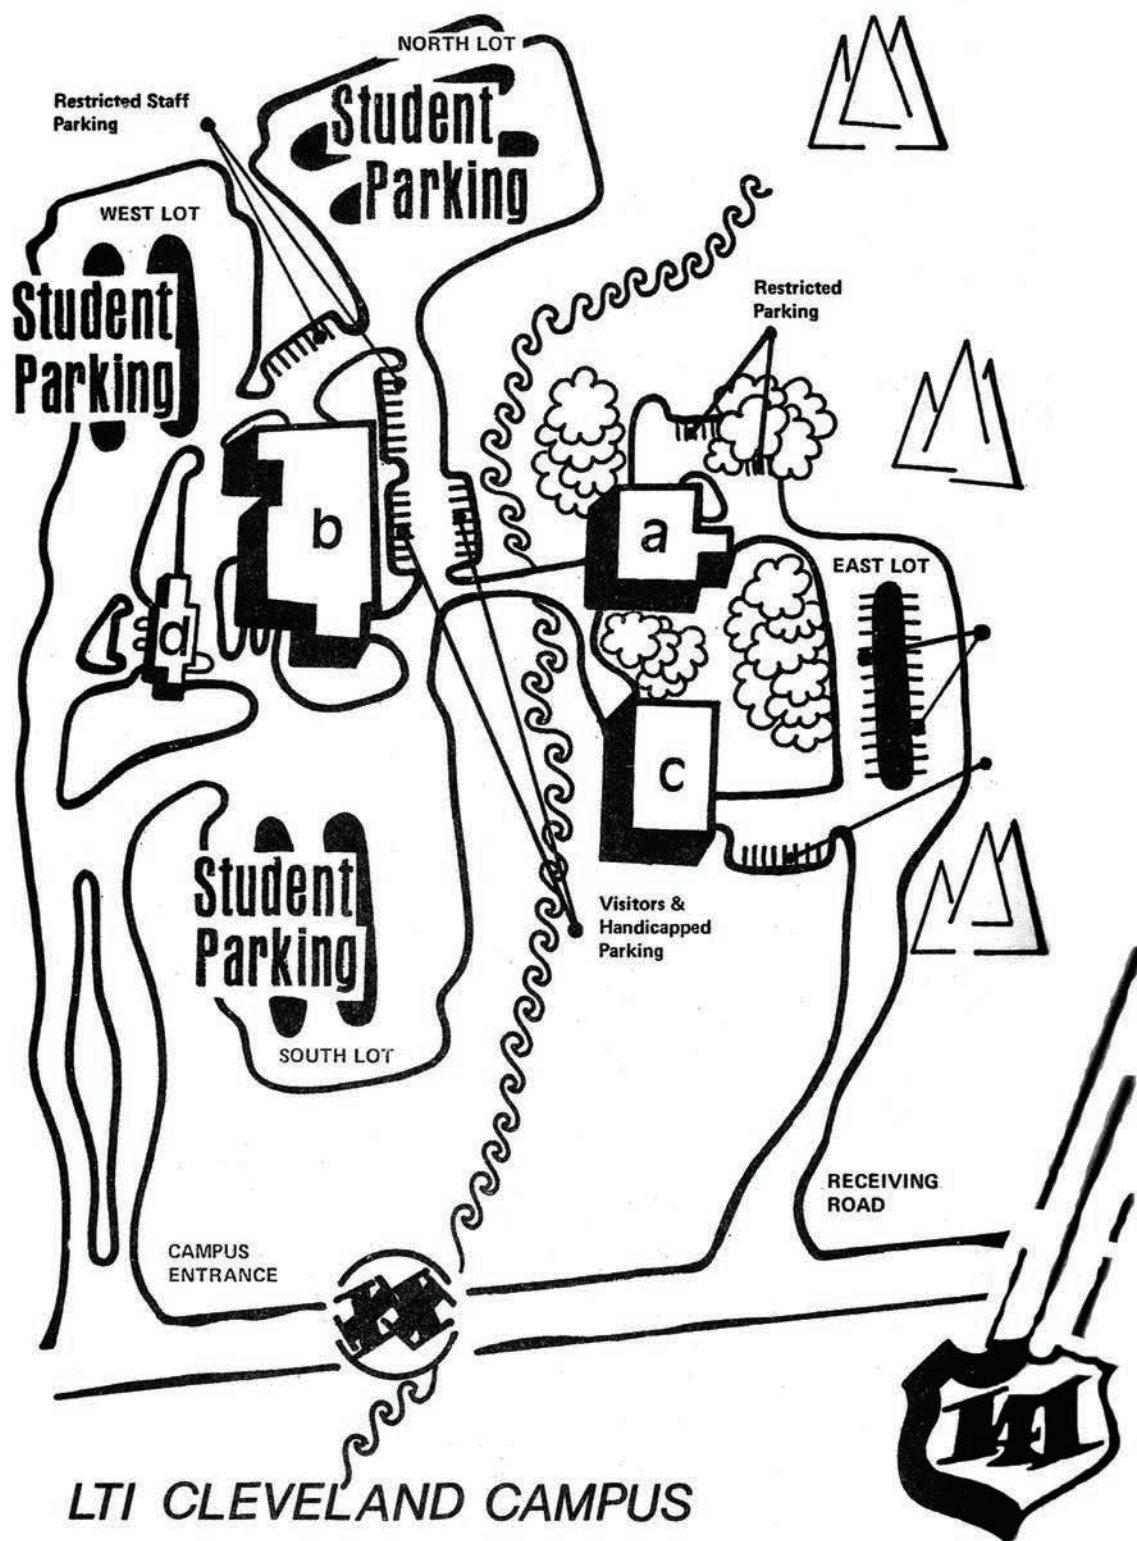 NORTH LOT
Student
Parking
Restricted Staff
Parking
WEST LOT
Student
Parking
Restricted
Parking
b
a
EAST LOT
d
c
Student
Parking
Visitors &
Handicapped
Parking
SOUTH LOT
RECEIVING
ROAD
CAMPUS
ENTRANCE
LTI
LTI CLEVELAND CAMPUS